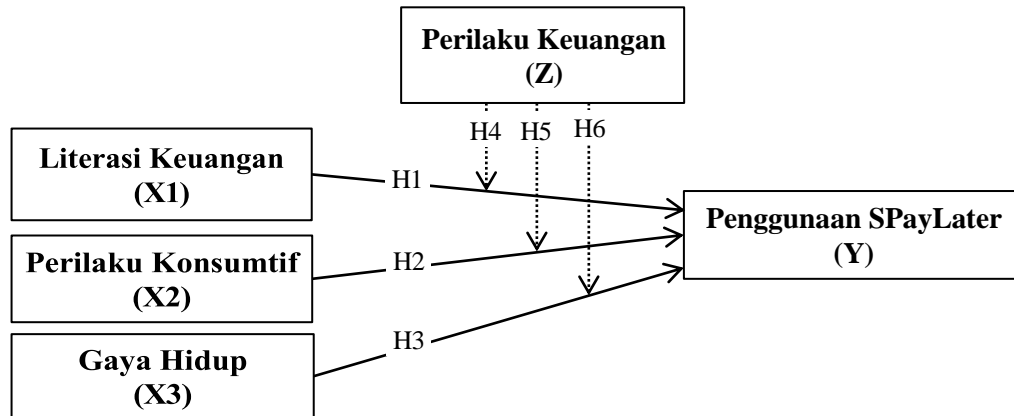 Perilaku Keuangan
(Z)
H4 H5 H6
Literasi Keuangan
(X1)
H1
Penggunaan SPayLater
(Y)
Perilaku Konsumtif
(X2)
H2
H3
Gaya Hidup
(X3)